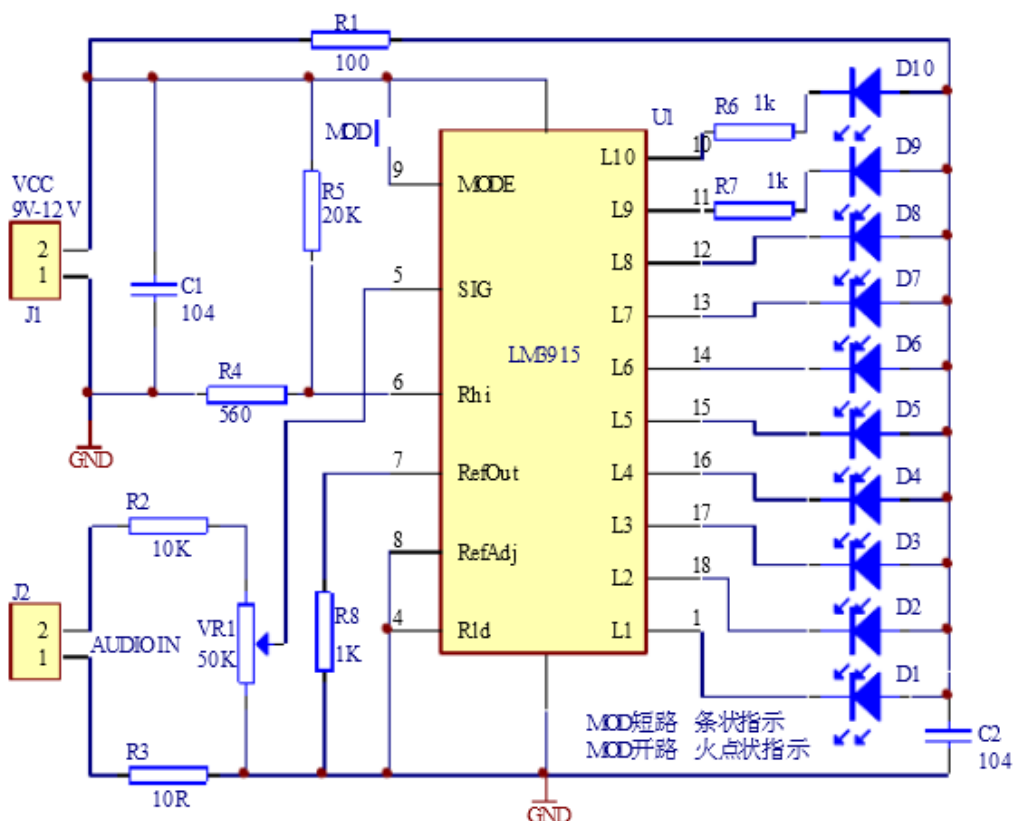 R1
100
D10
R6 1k
U1
MOD
10
L10
D9
VCC
9V-12 V
9
MODE
R5
20K
R7 1k
11
L9
D8
2
1
J1
12
L8
D7
C1
104
5
SIG
13
L7
LM3915
D6
14
L6
R4
560
6
Rhi
D5
15
L5
GND
7
RefOut
16
L4
D4
R2
10K
17
L3
D3
8
RefAdj
18
L2
J2
2
1
AUDIO IN
VR1
50K
R8
1K
4
Rld
1
L1
D2
D1
MOD短路 条状指示
MOD开路 火点状指示
C2
104
R3
10R
GND